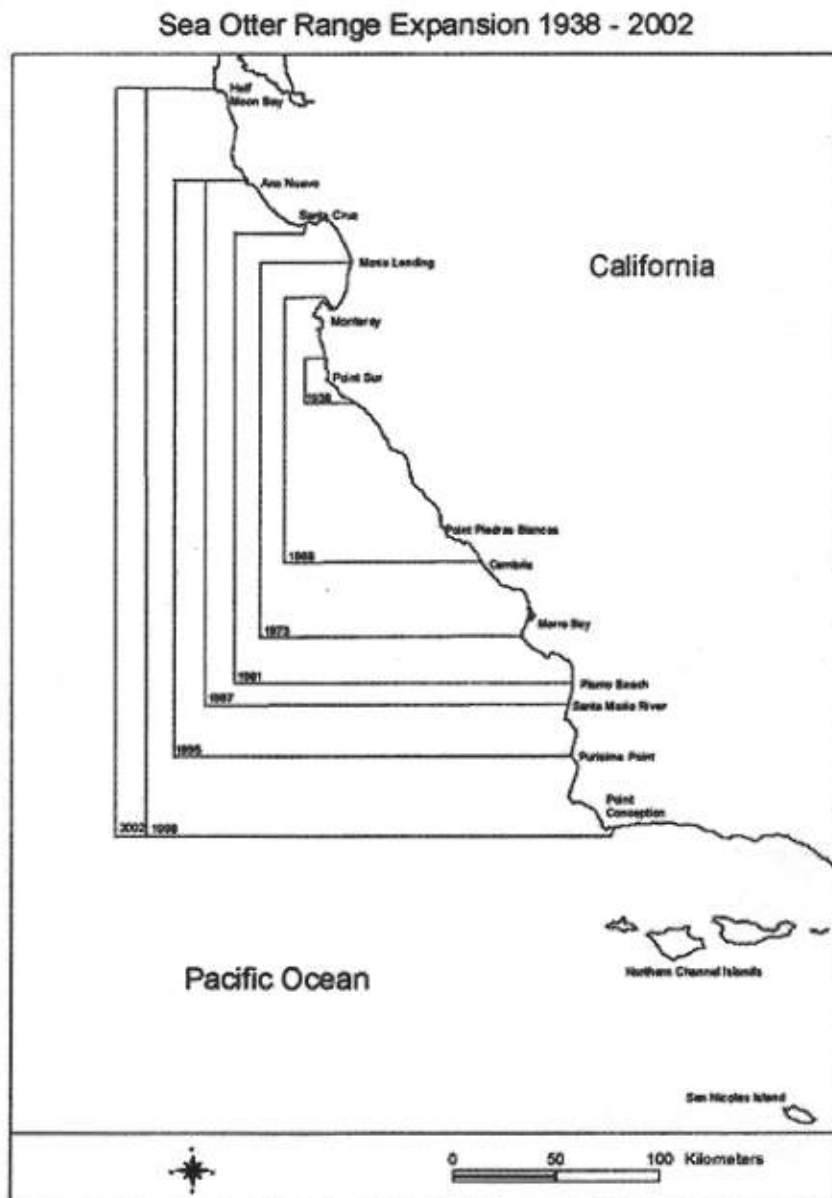 Sea Otter Range Expansion 1938 - 2002
Half
Moon Bay
Ano Nuevo
Santa Cruz
Moss Landing
California
Monterey
Point Sur
1938
Point Piedras Blancas
1969
Cambria
Morro Bay
1973
1981
Pismo Beach
1987
Santa Maria River
1995
Purisima Point
Point
Conception
2002
1998
Northern Channel Islands
Pacific Ocean
San Nicolas Island
0 50 100 Kilometers